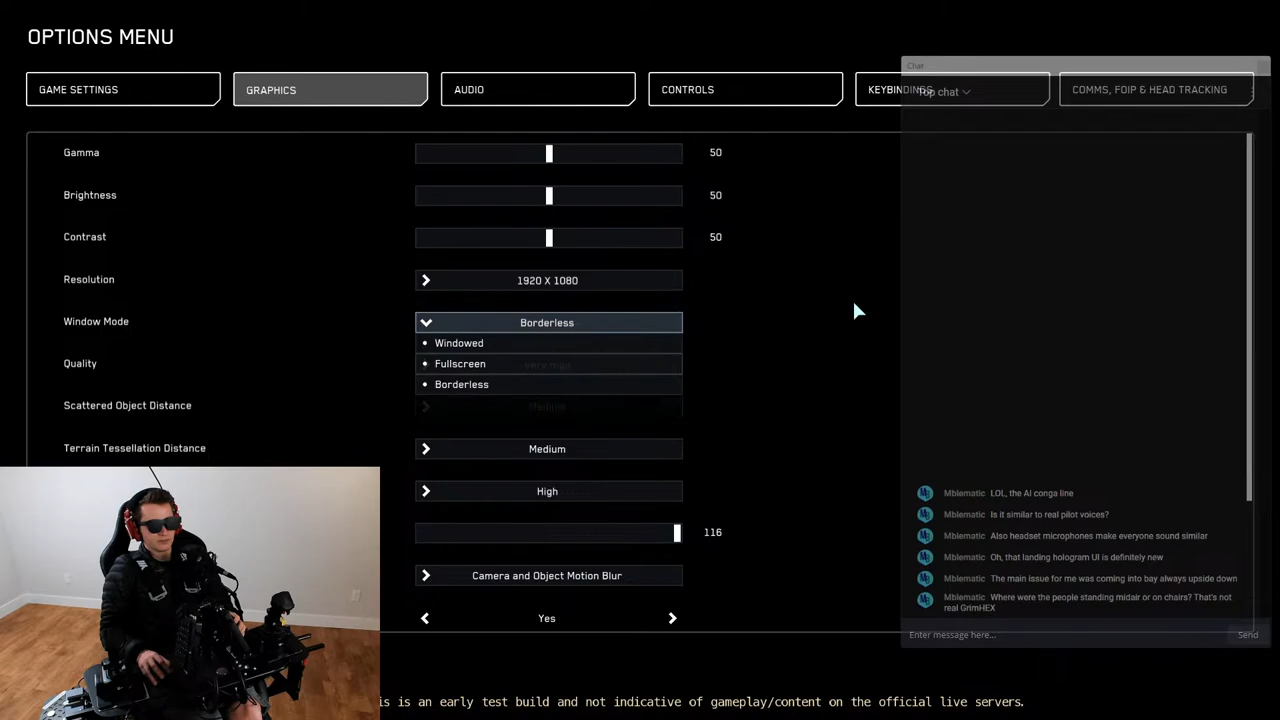 OPTIONS MENU
GAME SETTINGS
GRAPHICS
AUDIO
CONTROLS
KEYBINDINGS
COMMS, FOIP & HEAD TRACKING
Chat
Top chat
Gamma
50
Brightness
50
Contrast
50
Resolution
1920 X 1080
Window Mode
Borderless
Windowed
Quality
Fullscreen
Very High
Borderless
Scattered Object Distance
Medium
Terrain Tessellation Distance
Medium
High
116
Camera and Object Motion Blur
Yes
Mblematic LOL, the AI conga line
Mblematic Is it similar to real pilot voices?
Mblematic Also headset microphones make everyone sound similar
Mblematic Oh, that landing hologram UI is definitely new
Mblematic The main issue for me was coming into bay always upside down
Mblematic Where were the people standing midair or on chairs? That's not
real GrimHEX
Enter message here...
Send
is is an early test build and not indicative of gameplay/content on the official live servers.